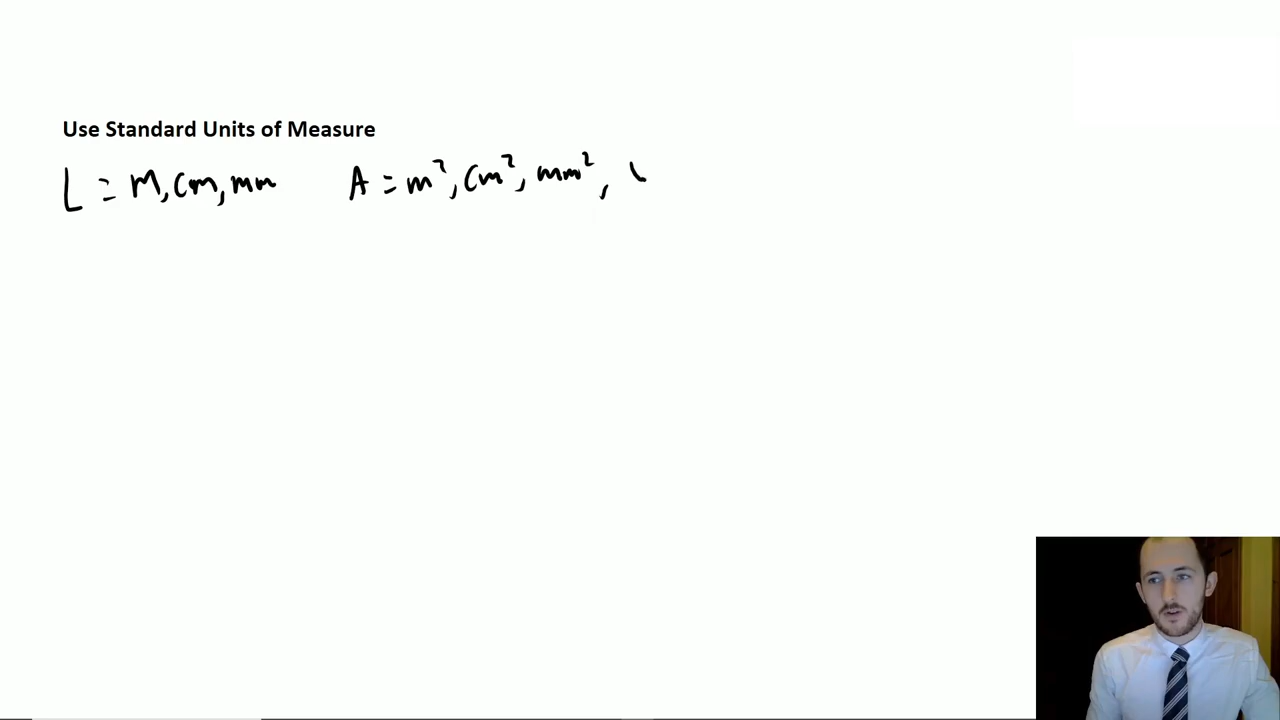 Use Standard Units of Measure
L = M, cm, mm A = m², cm², mm²,